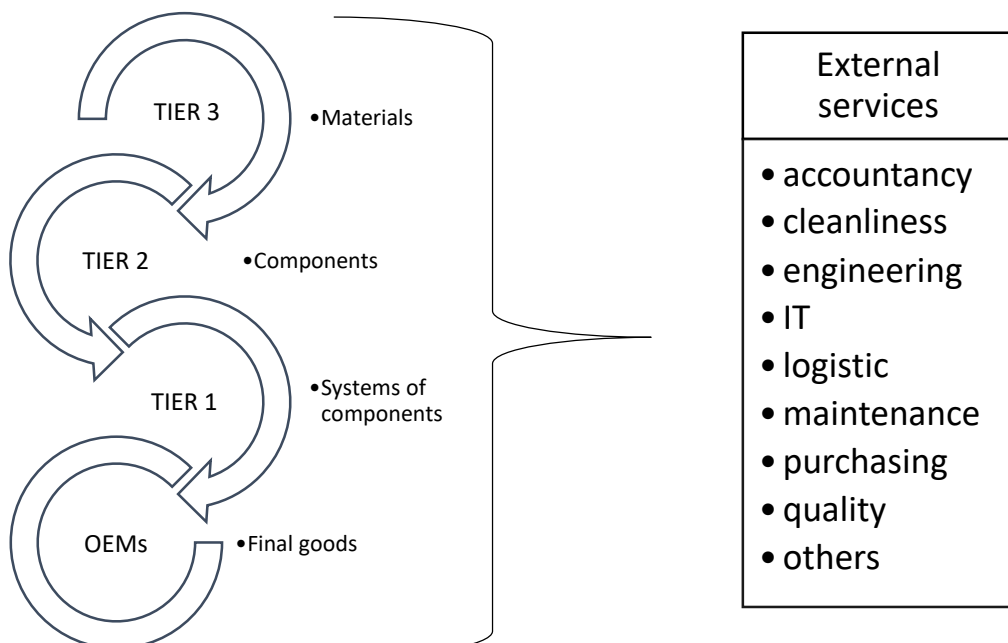 TIER 3
•Materials
TIER 2
•Components
TIER 1
•Systems of
components
OEMs
•Final goods
External
services
• accountancy
• cleanliness
• engineering
• IT
• logistic
• maintenance
• purchasing
• quality
• others